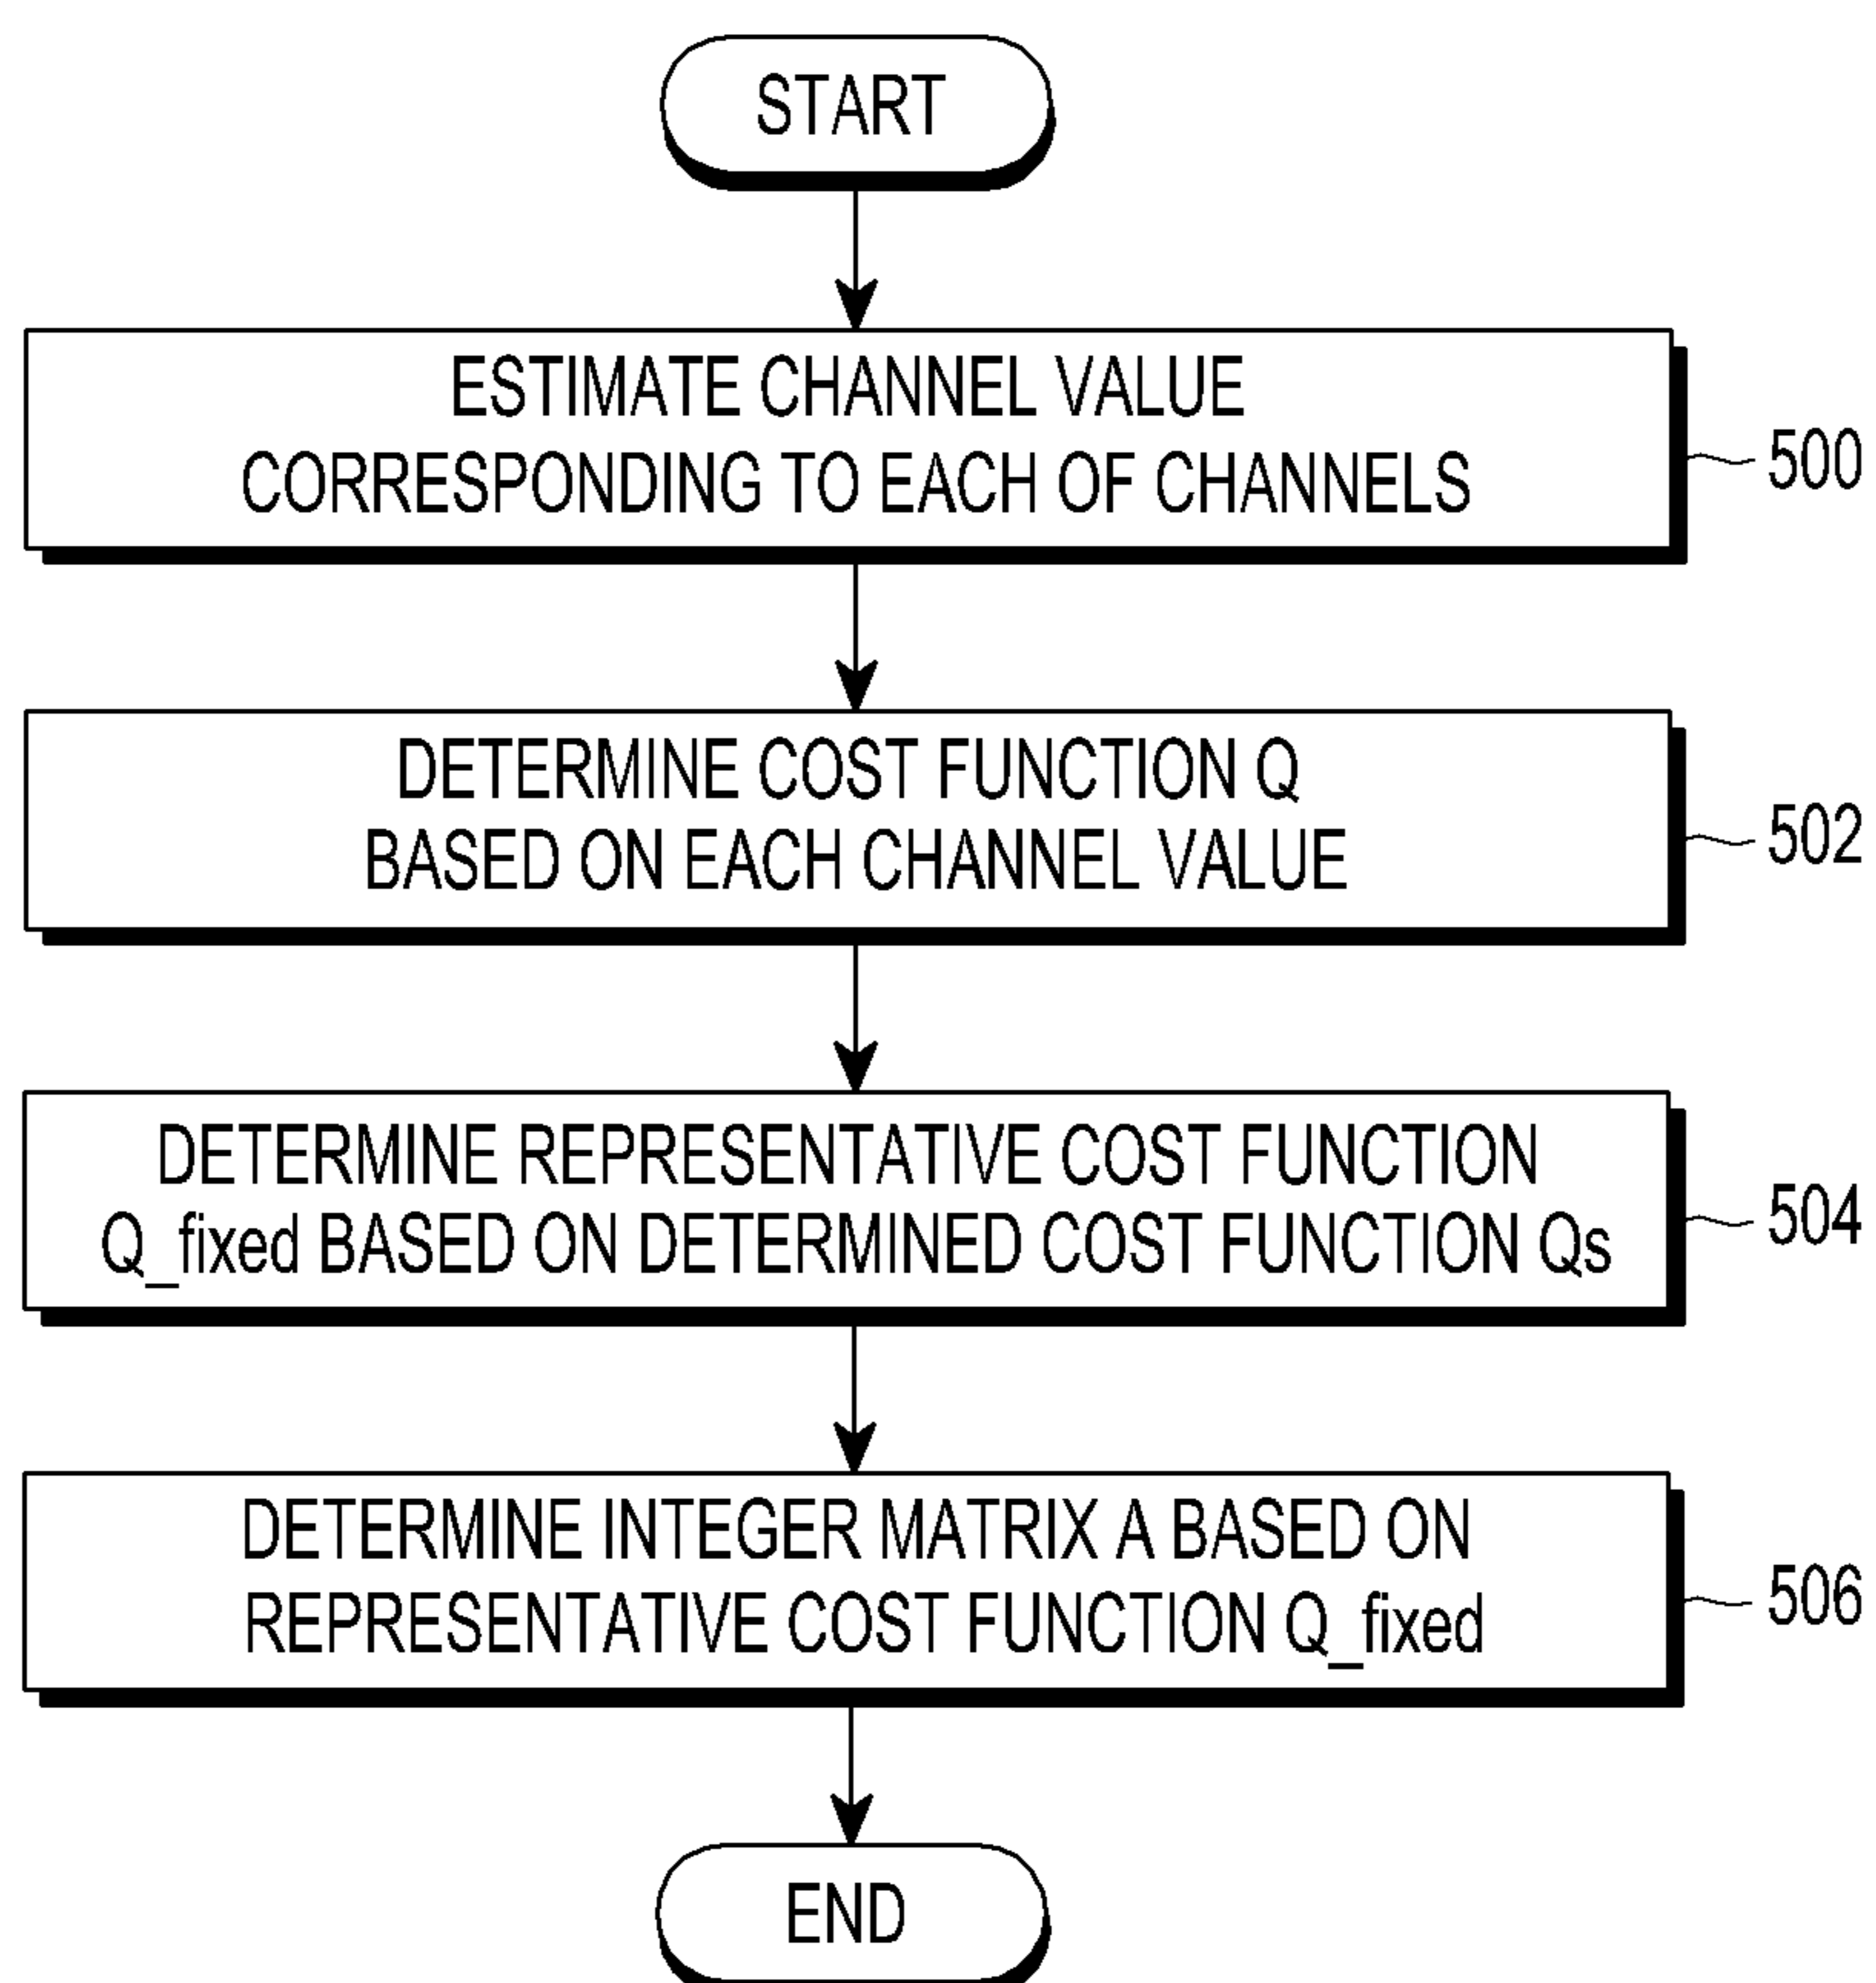 START
ESTIMATE CHANNEL VALUE
CORRESPONDING TO EACH OF CHANNELS
500
DETERMINE COST FUNCTION Q
BASED ON EACH CHANNEL VALUE
502
DETERMINE REPRESENTATIVE COST FUNCTION
Q_fixed BASED ON DETERMINED COST FUNCTION Qs
504
DETERMINE INTEGER MATRIX A BASED ON
REPRESENTATIVE COST FUNCTION Q_fixed
506
END